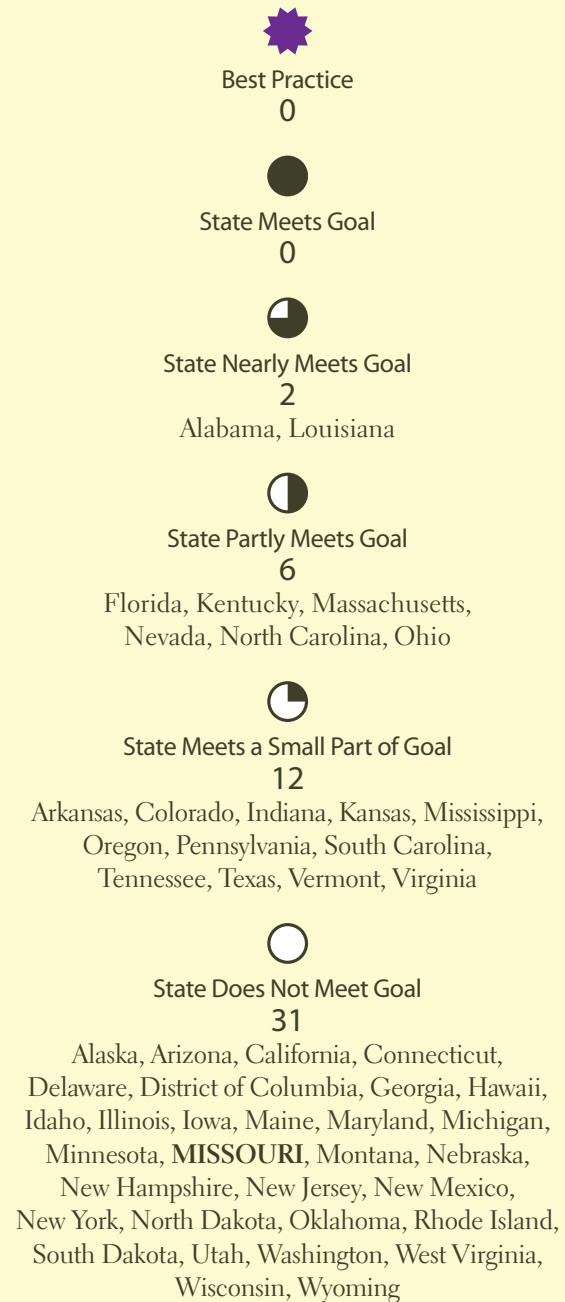 Best Practice
0
State Meets Goal
0
State Nearly Meets Goal
2
Alabama, Louisiana
State Partly Meets Goal
6
Florida, Kentucky, Massachusetts,
Nevada, North Carolina, Ohio
State Meets a Small Part of Goal
12
Arkansas, Colorado, Indiana, Kansas, Mississippi,
Oregon, Pennsylvania, South Carolina,
Tennessee, Texas, Vermont, Virginia
State Does Not Meet Goal
31
Alaska, Arizona, California, Connecticut,
Delaware, District of Columbia, Georgia, Hawaii,
Idaho, Illinois, Iowa, Maine, Maryland, Michigan,
Minnesota, MISSOURI, Montana, Nebraska,
New Hampshire, New Jersey, New Mexico,
New York, North Dakota, Oklahoma, Rhode Island,
South Dakota, Utah, Washington, West Virginia,
Wisconsin, Wyoming